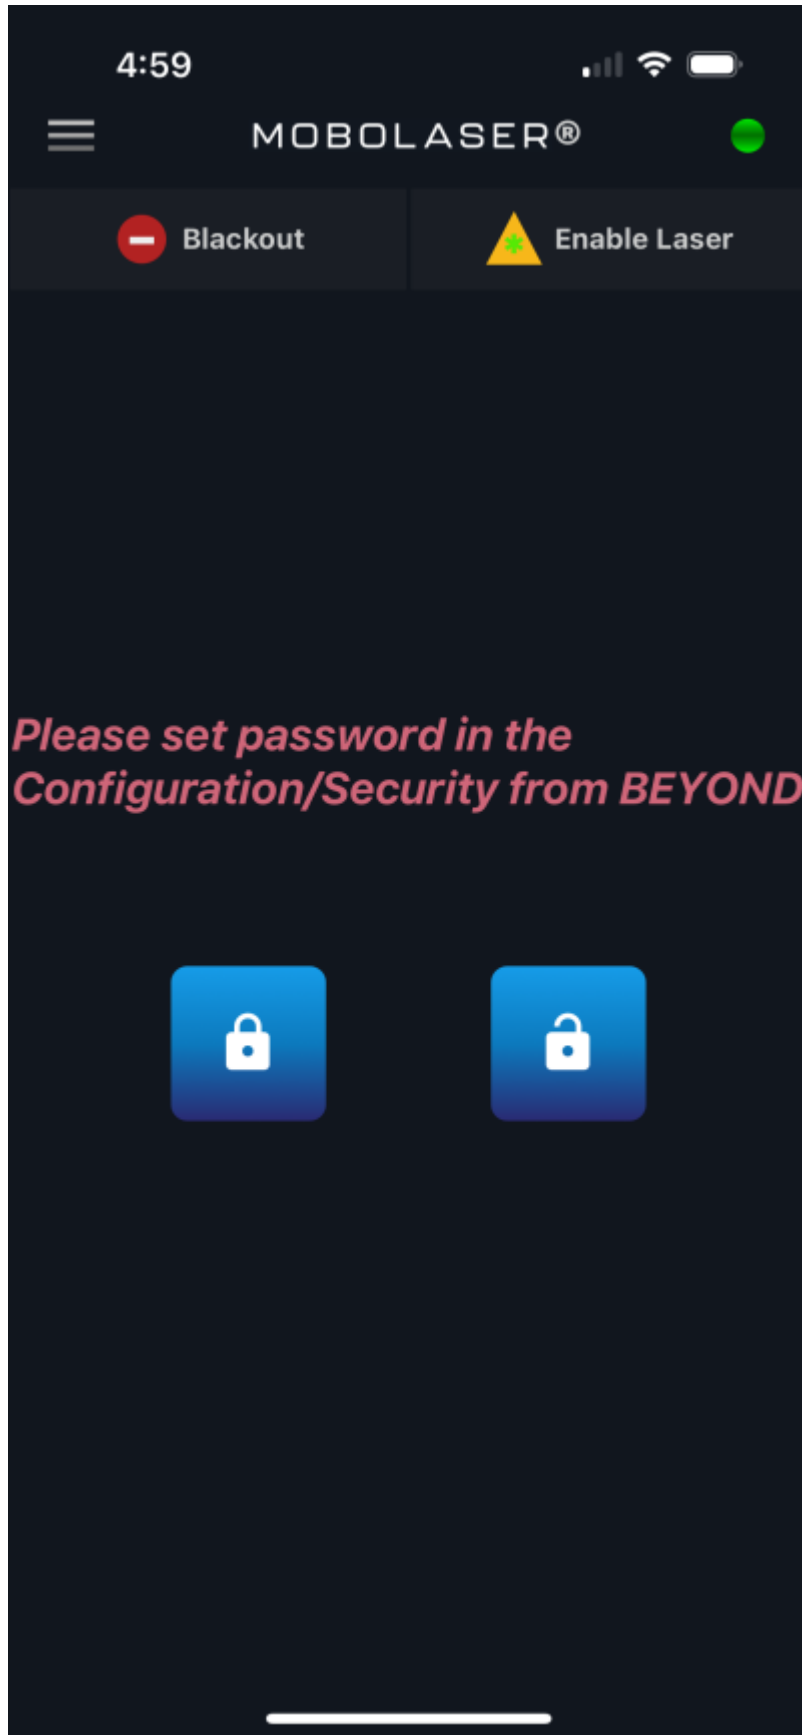 4:59
MOBOLASER®
Blackout
Enable Laser
Please set password in the
Configuration/Security from BEYOND